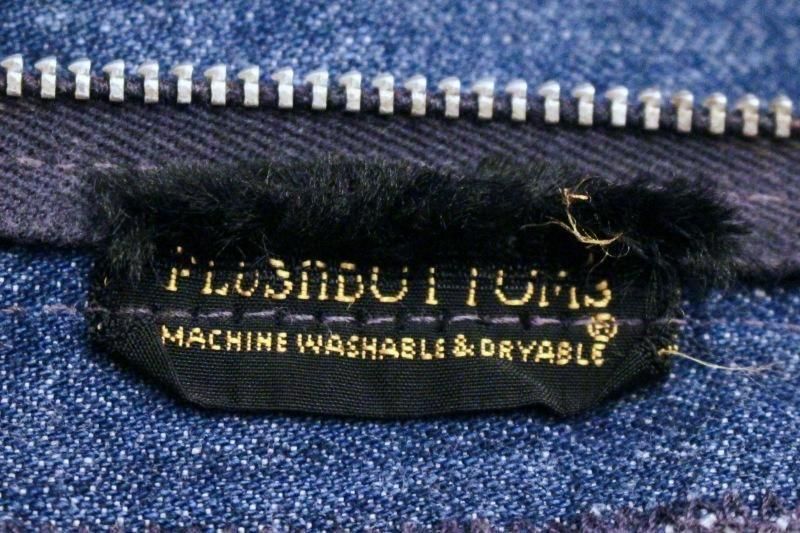 PLUSHBOTTOMS
®
MACHINE WASHABLE & DRYABLE